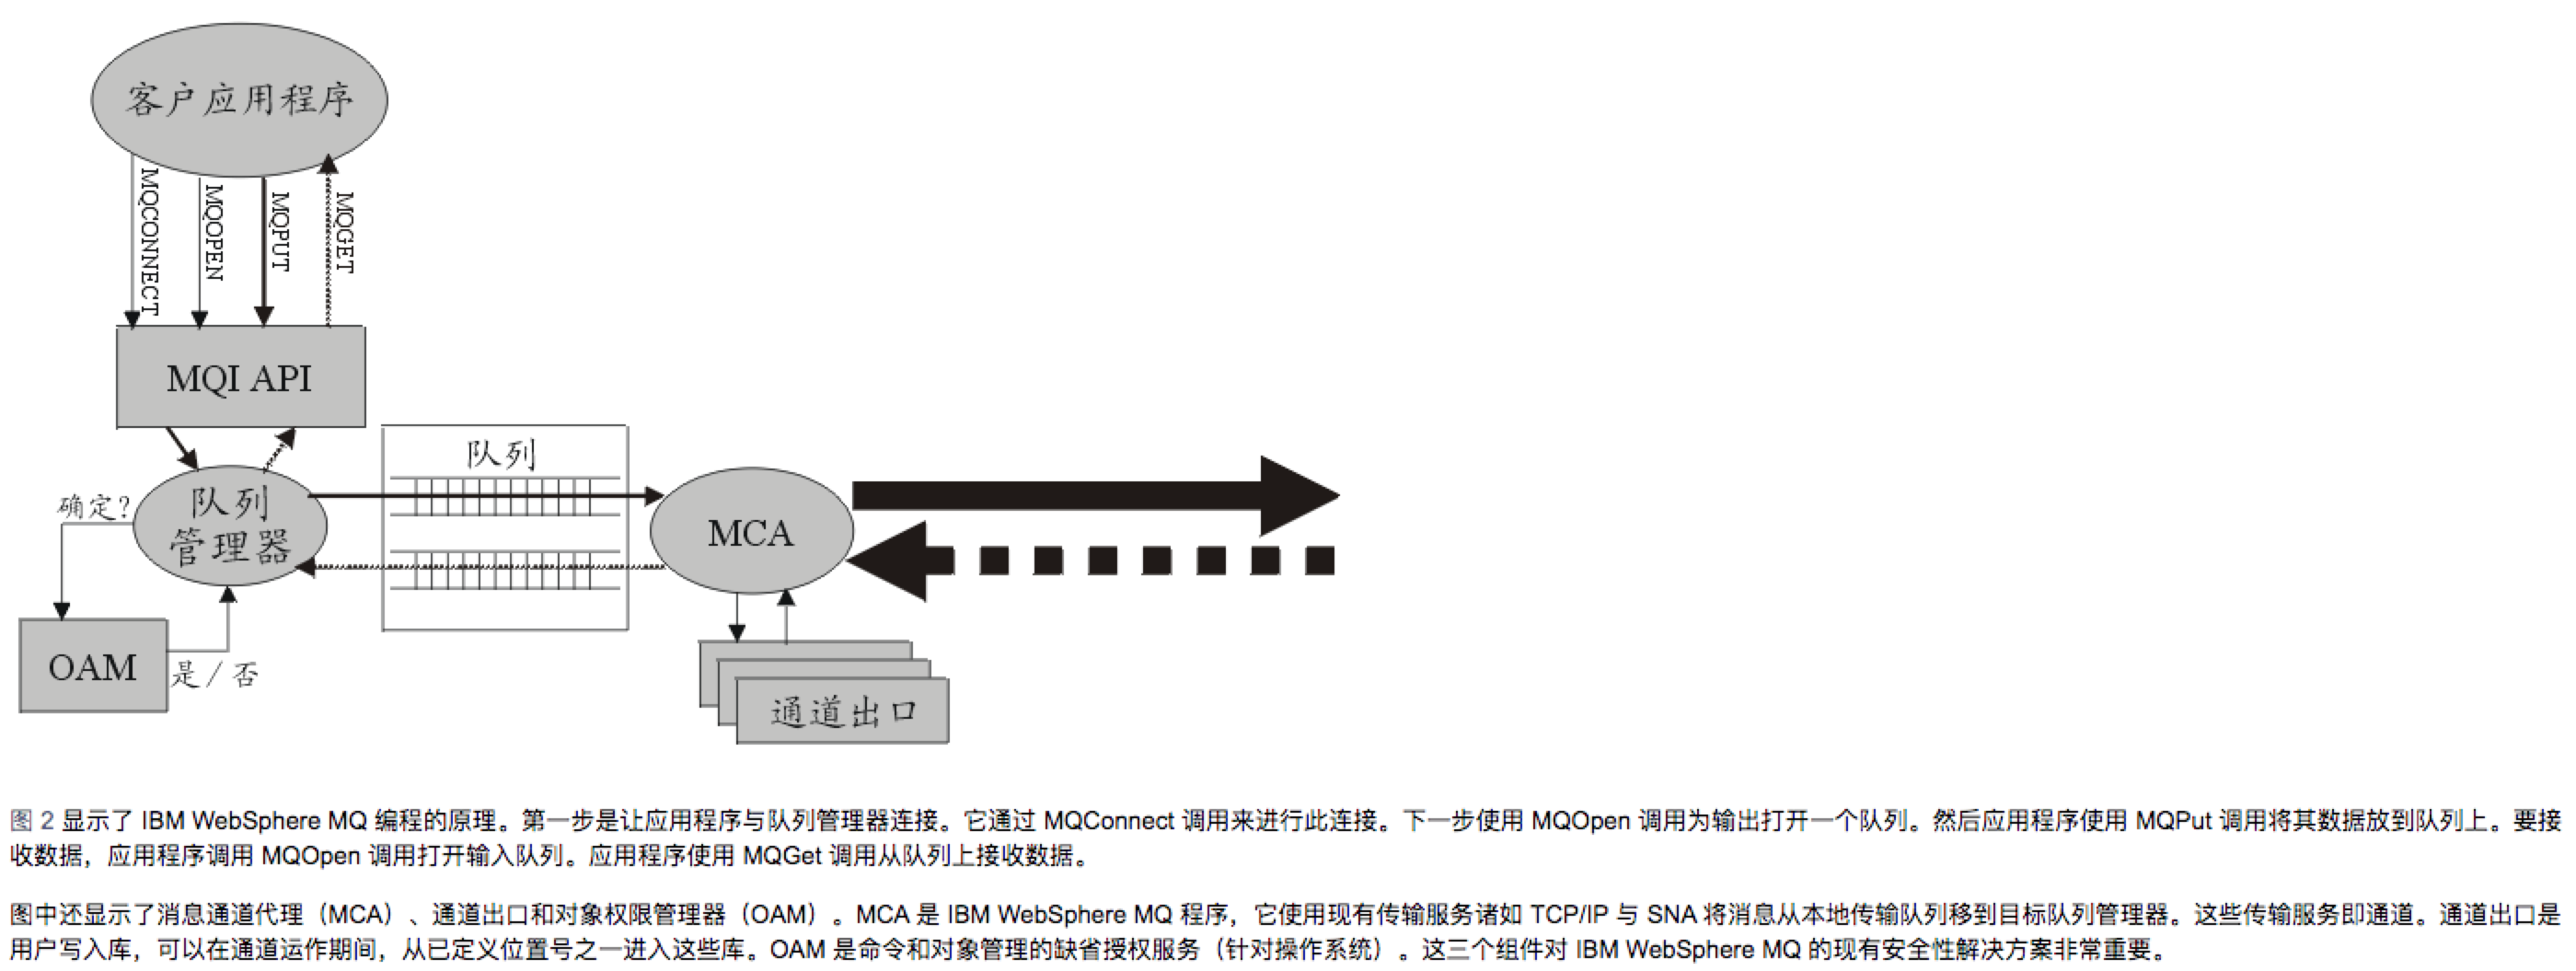 客户应用程序
MQCONNECT
MQOPEN
MQPUT
MQGET
MQI API
队列
确定?
队列
管理器
MCA
OAM
是/否
通道出口
图 2 显示了 IBM WebSphere MQ 编程的原理。第一步是让应用程序与队列管理器连接。它通过 MQConnect 调用来进行此连接。下一步使用 MQOpen 调用为输出打开一个队列。然后应用程序使用 MQPut 调用将其数据放到队列上。要接
收数据，应用程序调用 MQOpen 调用打开输入队列。应用程序使用 MQGet 调用从队列上接收数据。
图中还显示了消息通道代理（MCA）、通道出口和对象权限管理器（OAM）。MCA 是 IBM WebSphere MQ 程序，它使用现有传输服务诸如 TCP/IP 与 SNA 将消息从本地传输队列移到目标队列管理器。这些传输服务即通道。通道出口是
用户写入库，可以在通道运作期间，从已定义位置号之一进入这些库。OAM 是命令和对象管理的缺省授权服务（针对操作系统）。这三个组件对 IBM WebSphere MQ 的现有安全性解决方案非常重要。